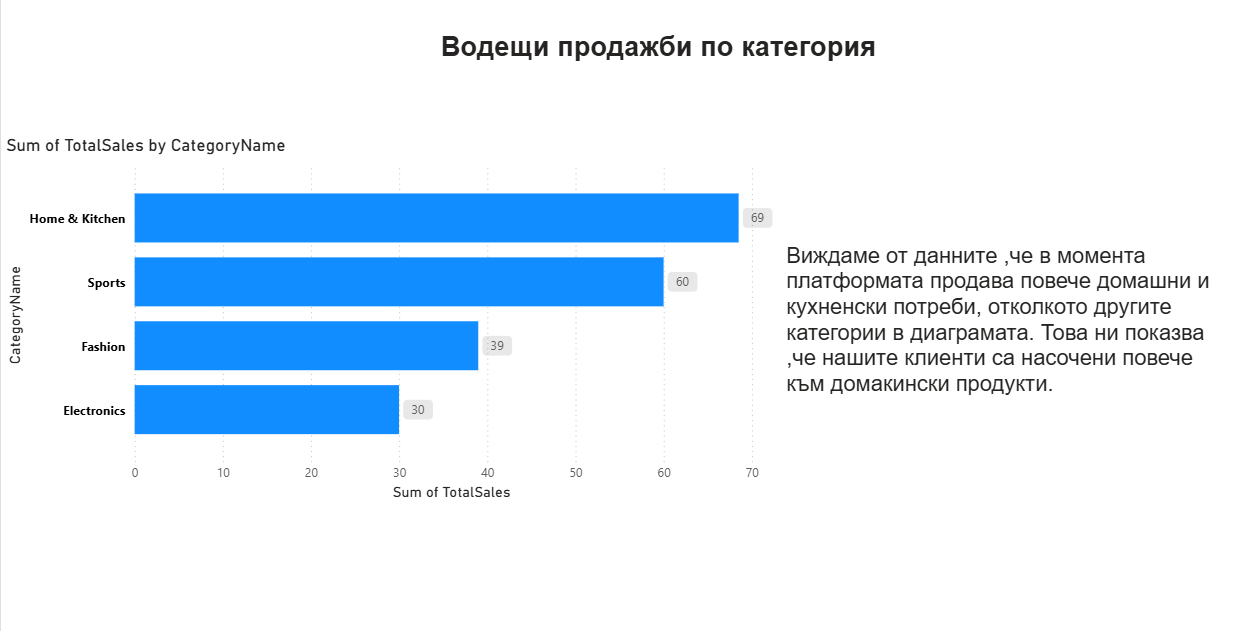 Водещи продажби по категория
Sum of TotalSales by CategoryName
CategoryName
Home & Kitchen
69
Sports
60
Fashion
39
Electronics
30
0 10 20 30 40 50 60 70
Sum of TotalSales
Виждаме от данните ,че в момента
платформата продава повече домашни и
кухненски потреби, отколкото другите
категории в диаграмата. Това ни показва
,че нашите клиенти са насочени повече
към домакински продукти.